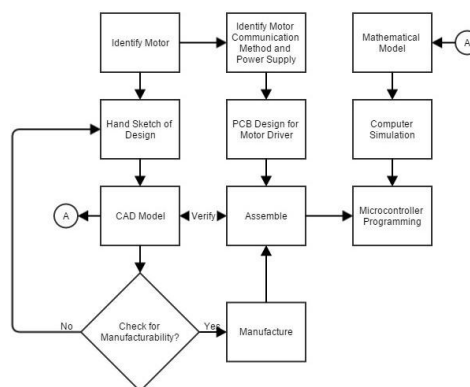 Identify Motor
Identify Motor
Communication
Method and
Power Supply
Mathematical
Model
A
Hand Sketch of
Design
PCB Design for
Motor Driver
Computer
Simulation
A
CAD Model
Verify
Assemble
Microcontroller
Programming
No
Check for
Manufacturability?
Yes
Manufacture